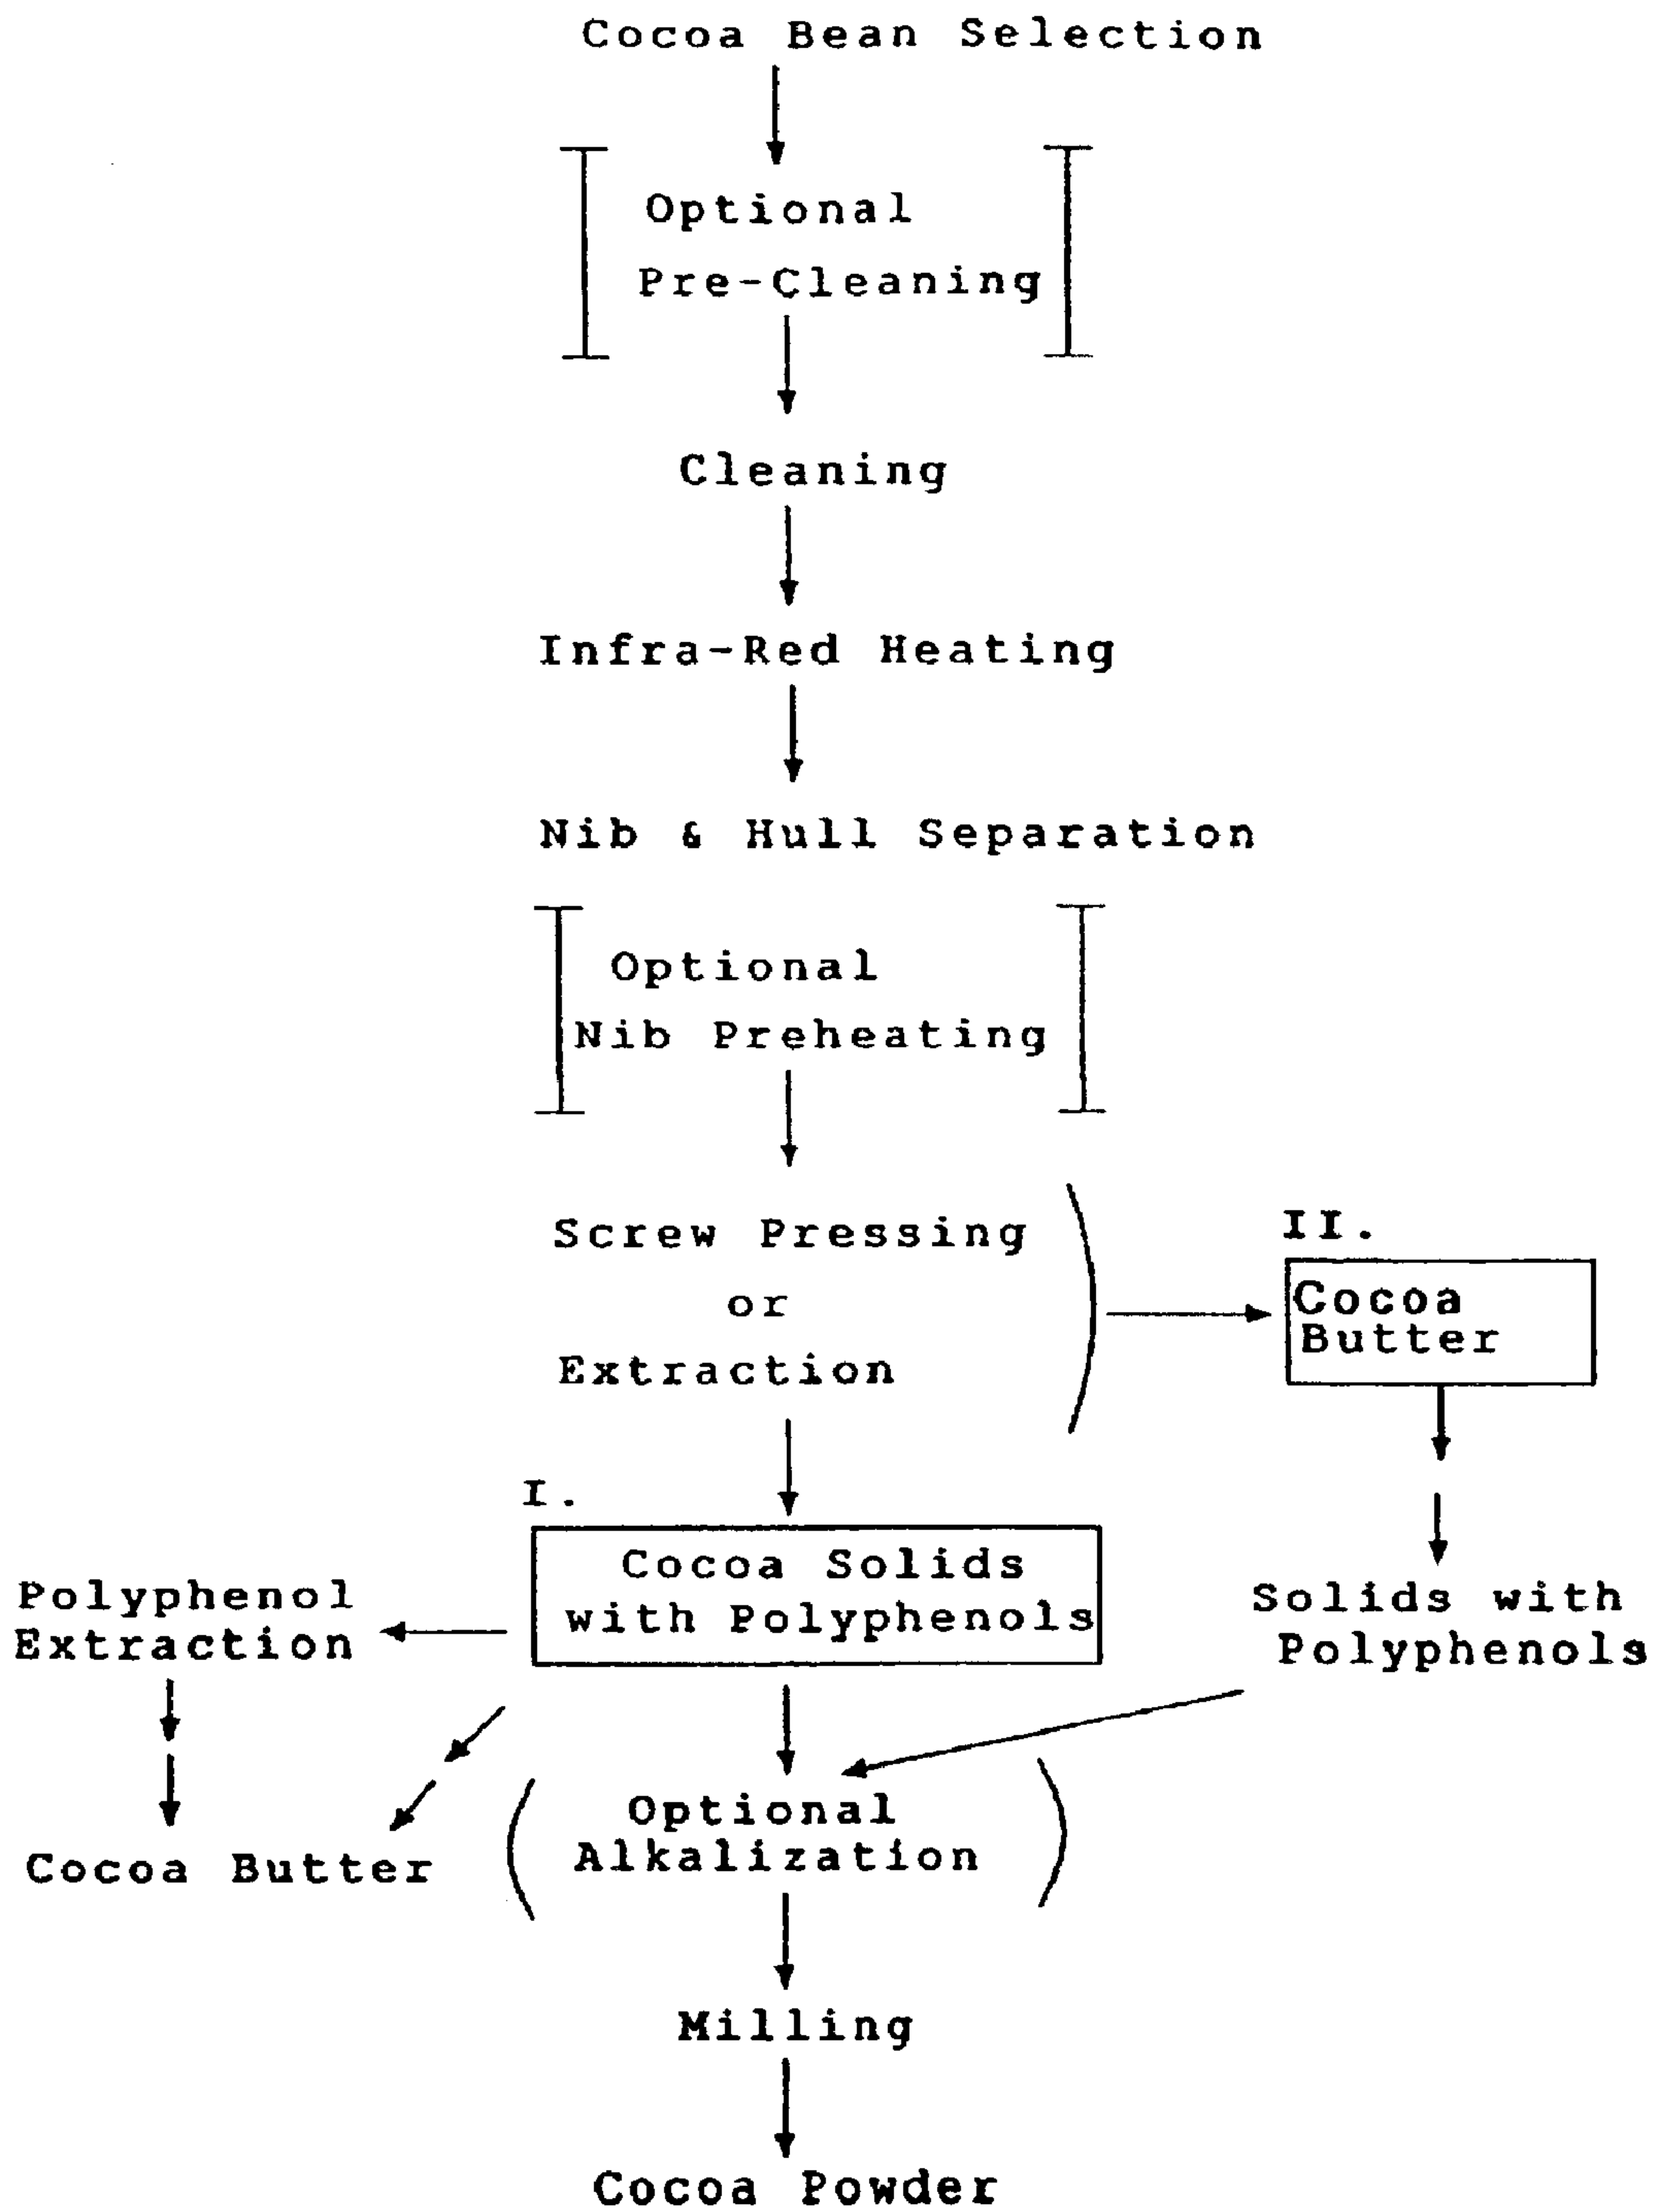 Cocoa Bean Selection
Optional
Pre-Cleaning
Cleaning
Infra-Red Heating
Nib & Hull Separation
Optional
Nib Preheating
Screw Pressing
or
Extraction
II.
Cocoa
Butter
I.
Cocoa Solids
with Polyphenols
Polyphenol
Extraction
Solids with
Polyphenols
Cocoa Butter
Optional
Alkalization
Milling
Cocoa Powder